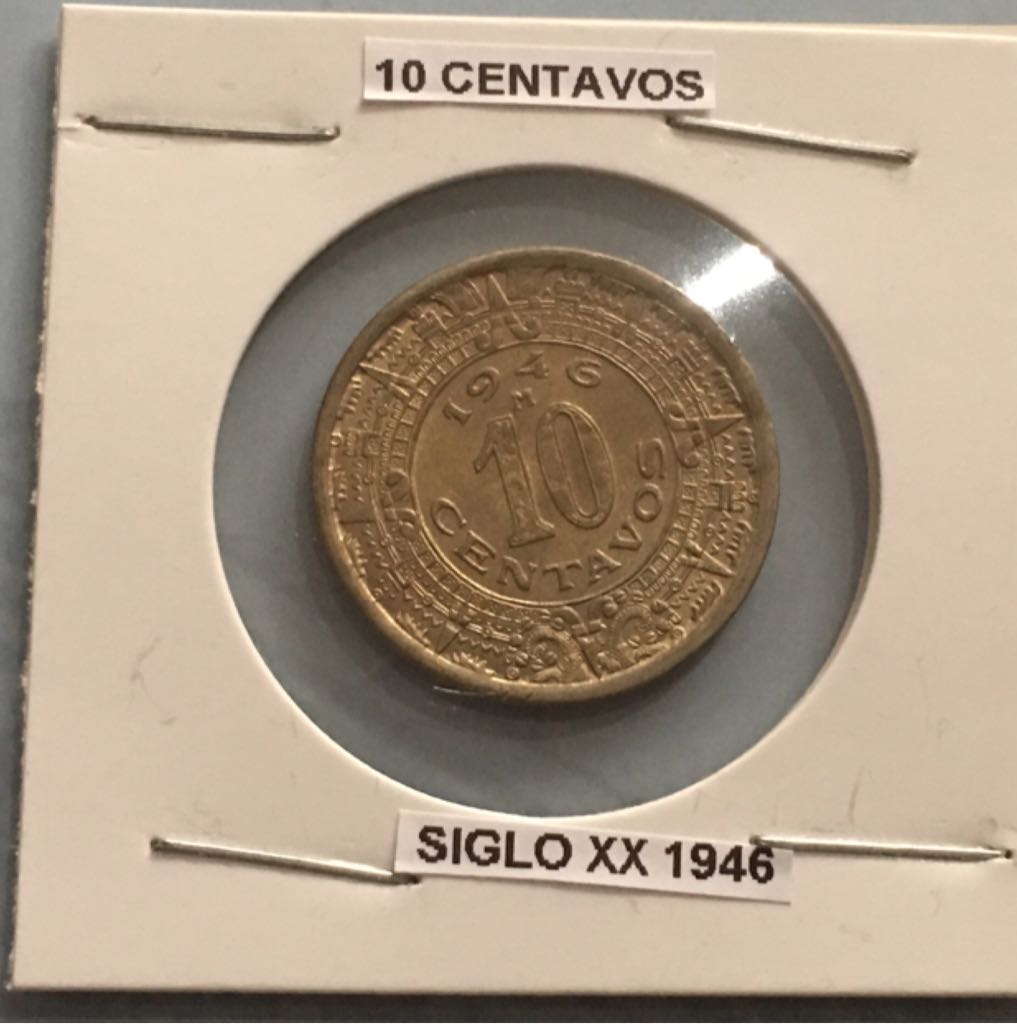 10 CENTAVOS
1946
M
10
CENTAVOS
SIGLO XX 1946